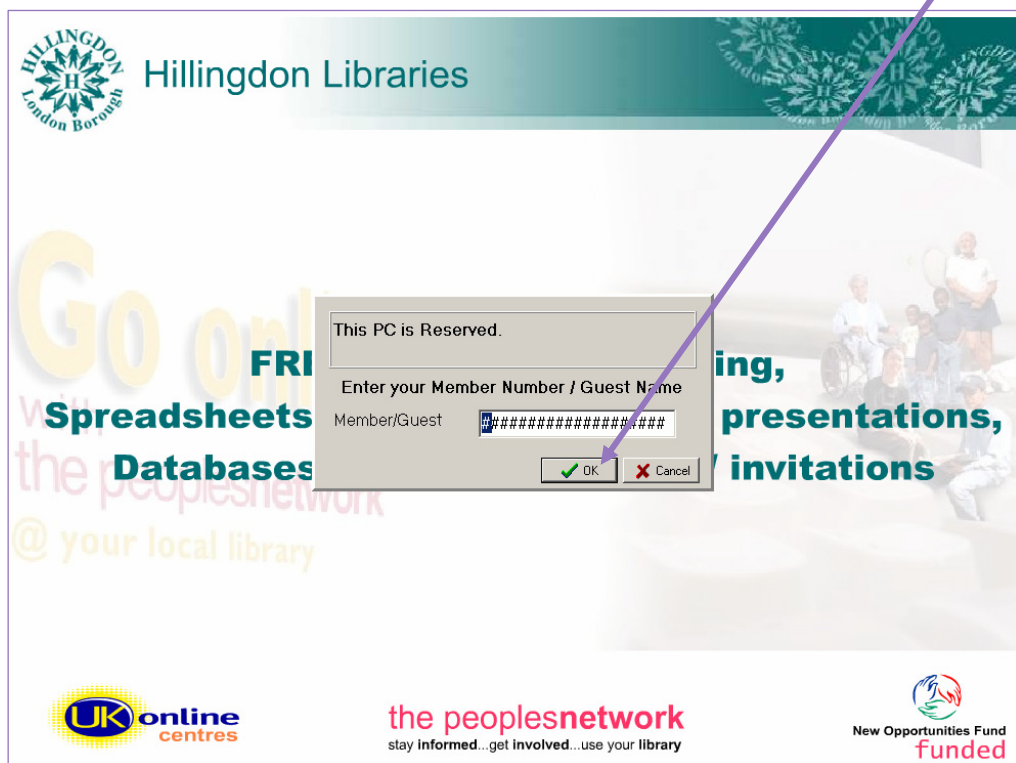 HILLINGDON
London Borough
Hillingdon Libraries
Go onl
This PC is Reserved.
FRE ing,
Enter your Member Number / Guest Name
with
Spreadsheets presentations,
Member/Guest ####################
the peoplesnetwork
Databases / invitations
OK Cancel
@ your local library
UK online
centres
the peoplesnetwork
stay informed...get involved...use your library
New Opportunities Fund
funded